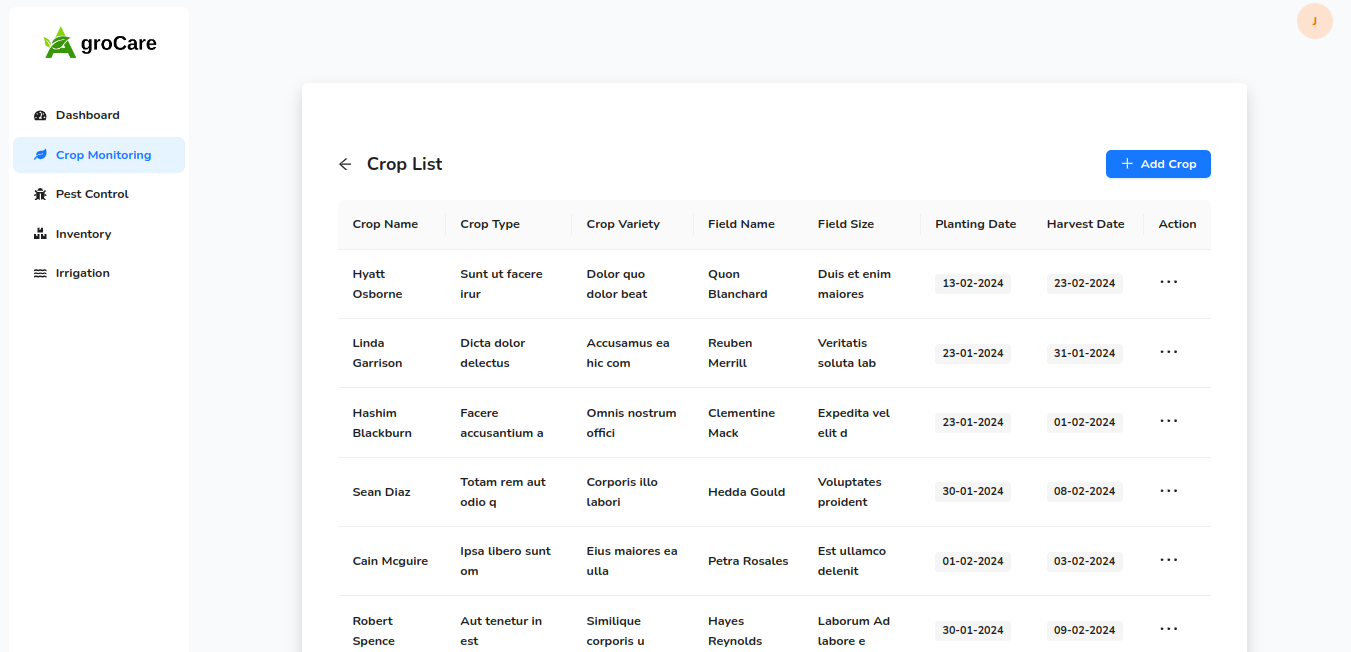 AgroCare
J
Dashboard
Crop Monitoring
Pest Control
Inventory
Irrigation
Crop List
Add Crop
Crop Name Crop Type Crop Variety Field Name Field Size Planting Date Harvest Date Action
Hyatt Sunt ut facere Dolor quo Quon Duis et enim
Osborne irur dolor beat Blanchard maiores
13-02-2024 23-02-2024 ...
Linda Dicta dolor Accusamus ea Reuben Veritatis
Garrison delectus hic com Merrill soluta lab
23-01-2024 31-01-2024 ...
Hashim Facere Omnis nostrum Clementine Expedita vel
Blackburn accusantium a offici Mack elit d
23-01-2024 01-02-2024 ...
Totam rem aut Corporis illo Voluptates
Sean Diaz Hedda Gould 30-01-2024 08-02-2024 ...
odio q labori proident
Ipsa libero sunt Eius maiores ea Est ullamco
Cain Mcguire Petra Rosales 01-02-2024 03-02-2024 ...
om ulla delenit
Robert Aut tenetur in Similique Hayes Laborum Ad
Spence est corporis u Reynolds labore e
30-01-2024 09-02-2024 ...